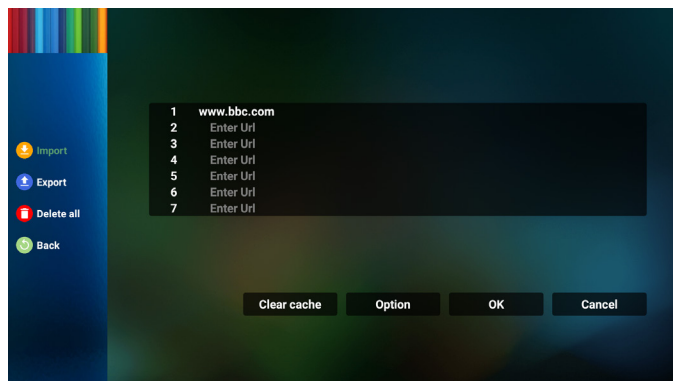 1 www.bbc.com
2 Enter Url
3 Enter Url
4 Enter Url
5 Enter Url
6 Enter Url
7 Enter Url
Import
Export
Delete all
Back
Clear cache Option OK Cancel